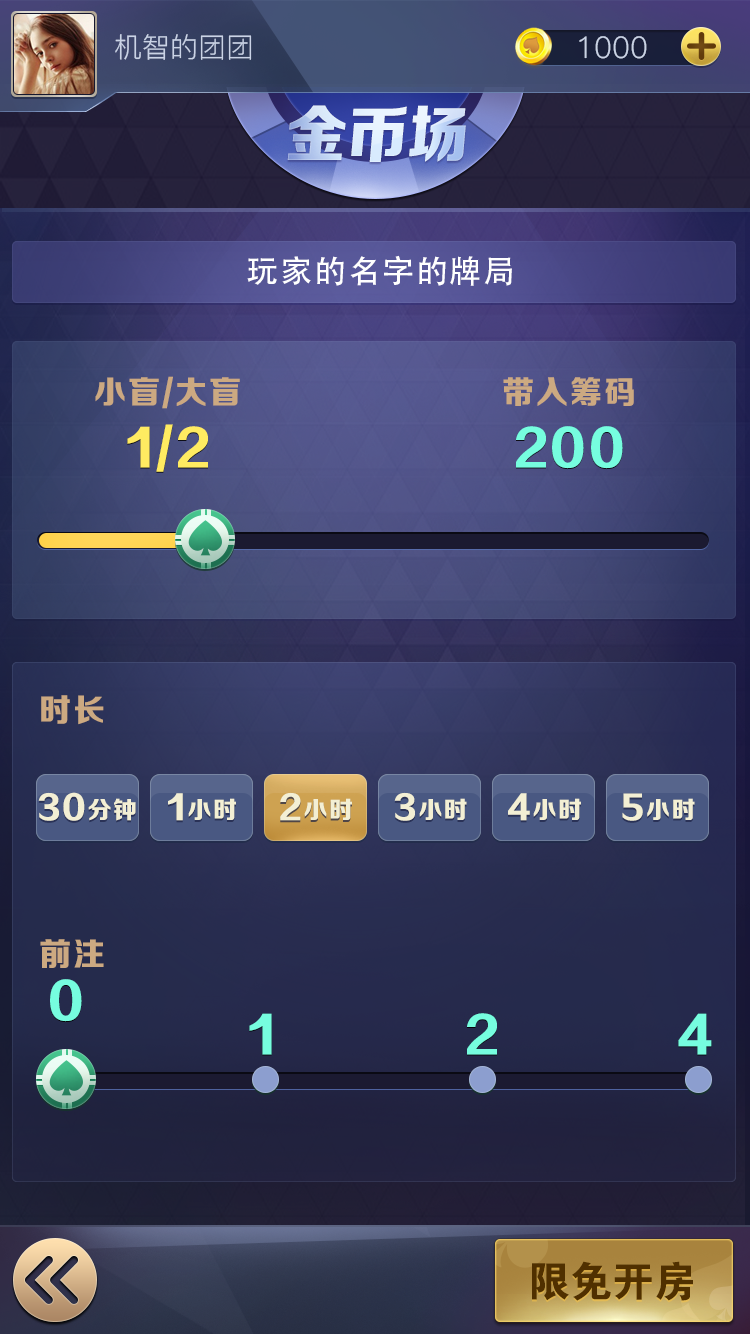 机智的团团
1000
金币场
玩家的名字的牌局
小盲/大盲
带入筹码
1/2
200
时长
30分钟
1小时
2小时
3小时
4小时
5小时
前注
0
1
2
4
限免开房